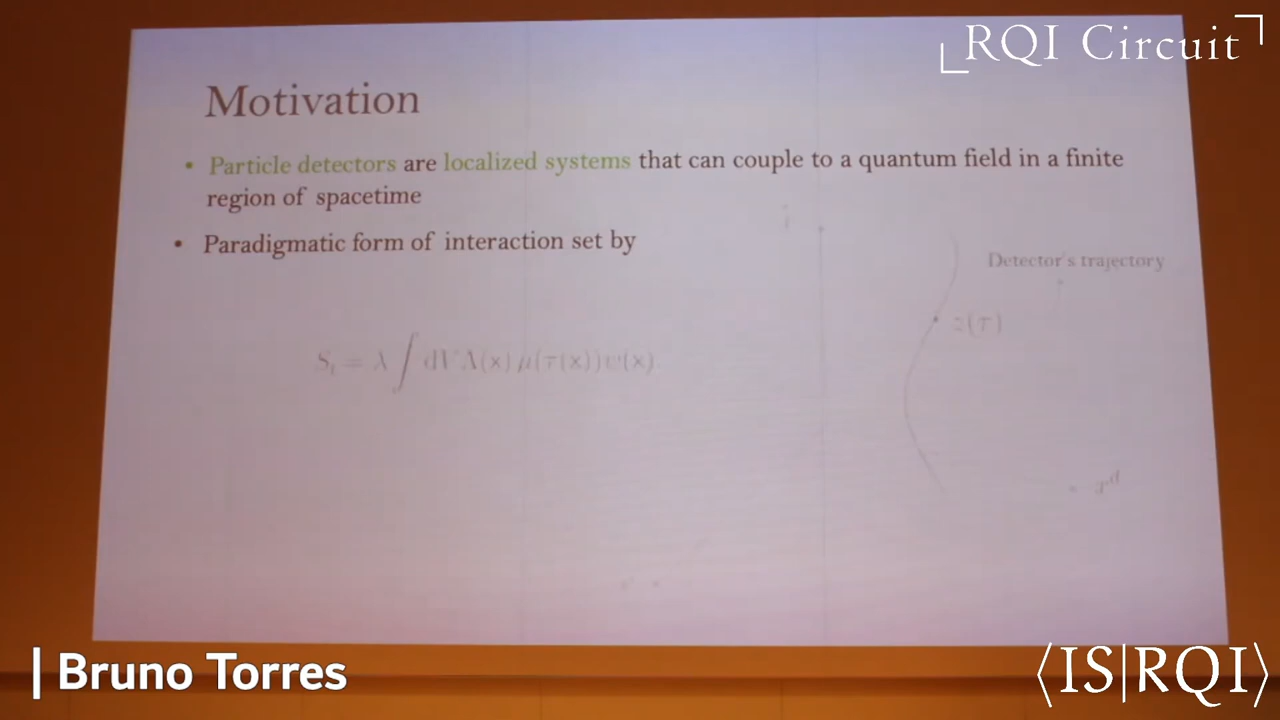 RQI Circuit
Motivation
• Particle detectors are localized systems that can couple to a quantum field in a finite
region of spacetime
• Paradigmatic form of interaction set by
Detector's trajectory
z(τ)
| Bruno Torres
⟨IS|RQI⟩